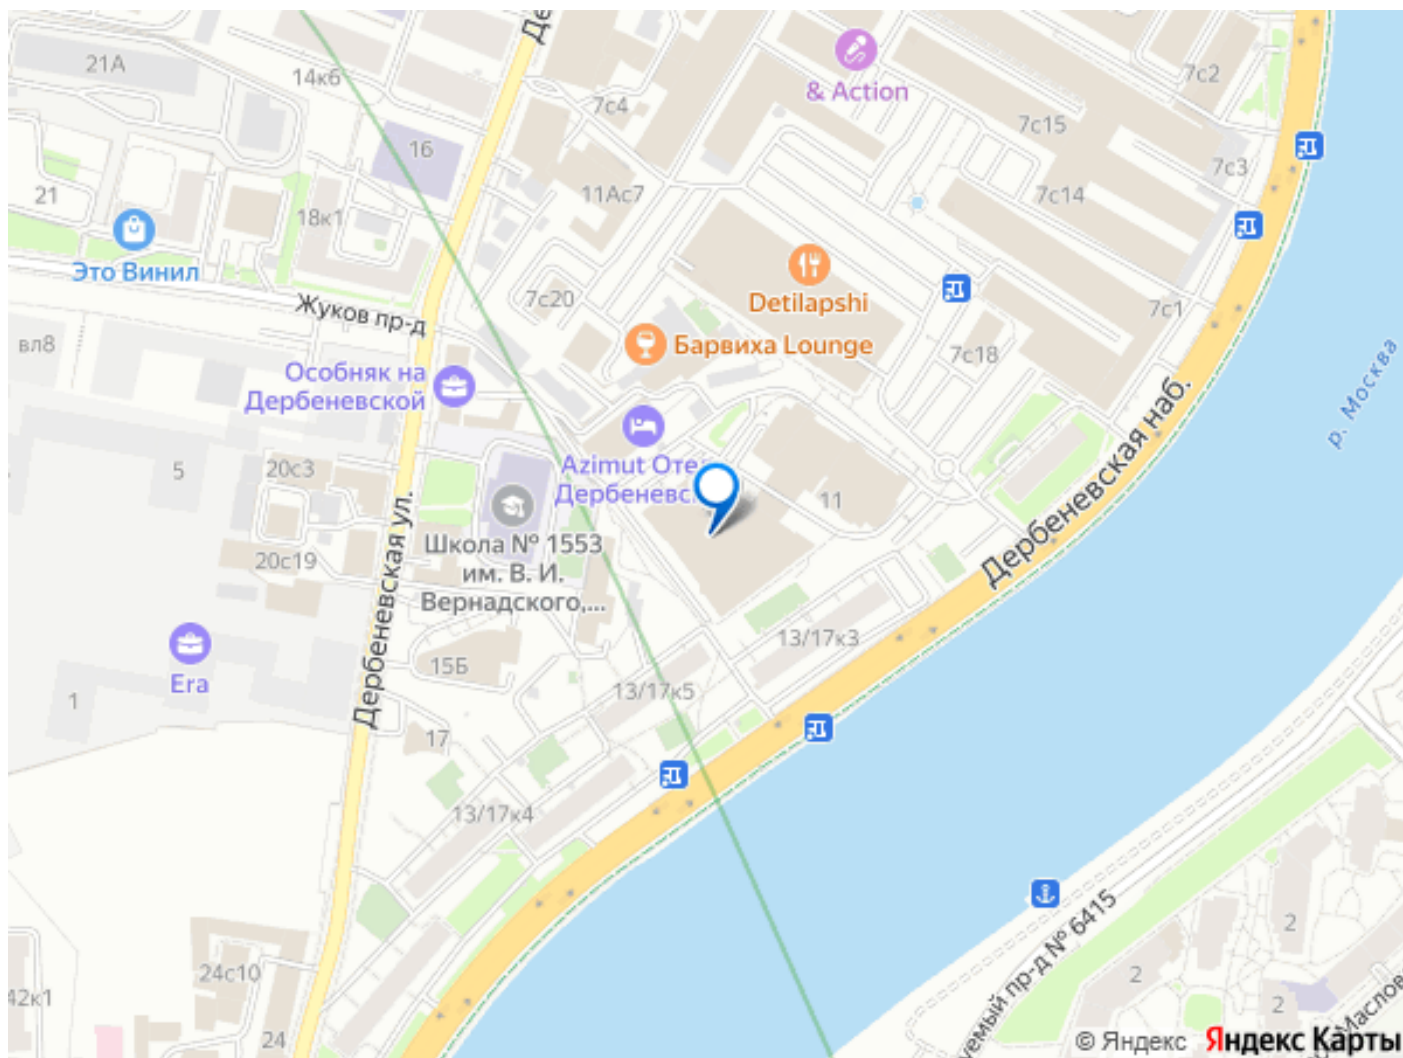 Де
21А
14к6
& Action
7с2
7с4
7с15
16
7с3
21
11Ас7
7с14
18к1
Это Винил
Detilapshi
7с20
7с1
Жуков пр-д
вл8
Барвиха Lounge
7с18
р. Москва
Особняк на
Дербеневской
Дербеневская наб.
Azimut Оте
Дербеневс
5
20с3
11
Дербеневская ул.
Школа № 1553
им. В. И.
Вернадского,...
20с19
13/17к3
15Б
Era
13/17к5
1
17
13/17к4
2
уемый пр-д № 6415
24с10
2
42к1
2
24
Маслов
© Яндекс
Яндекс Карты